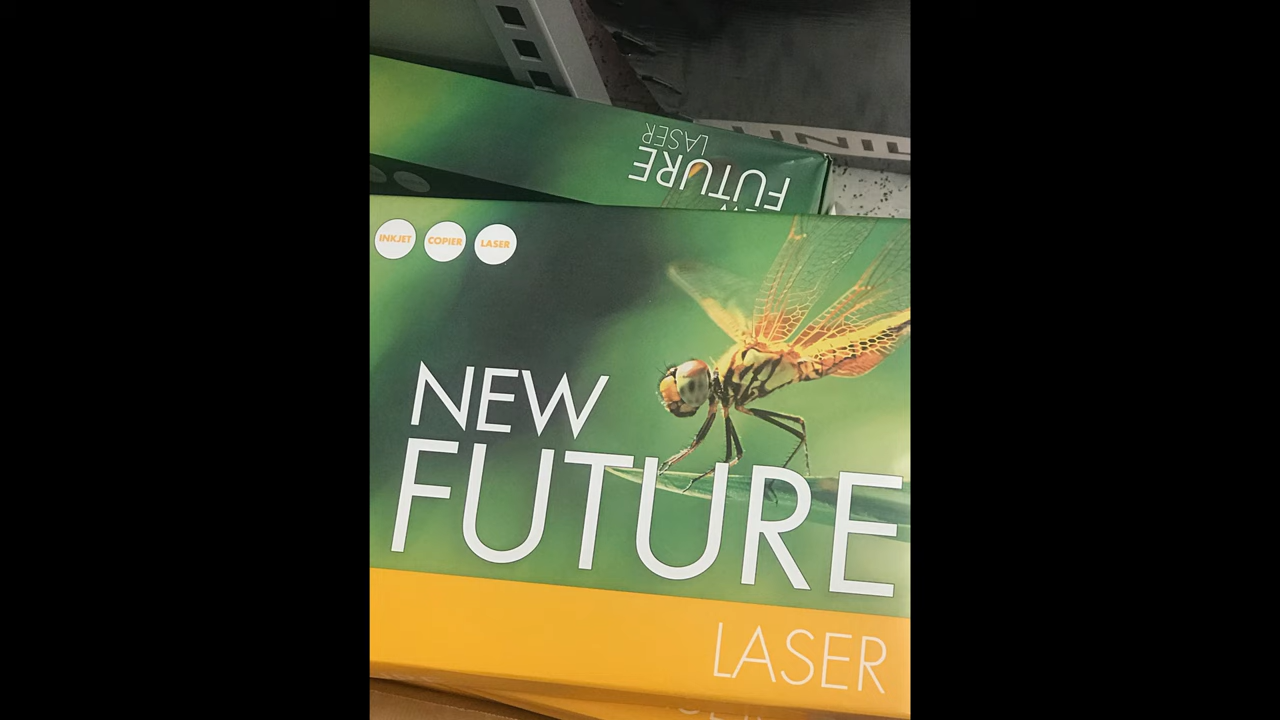 LASER
FUTURE
INKJET COPIER LASER
NEW
FUTURE
LASER